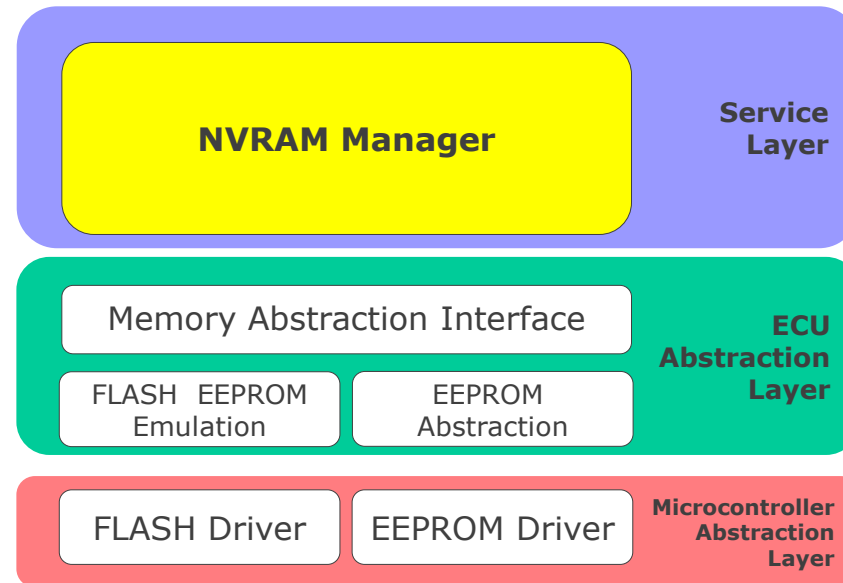 NVRAM Manager
Service
Layer
Memory Abstraction Interface
FLASH EEPROM
Emulation
EEPROM
Abstraction
ECU
Abstraction
Layer
FLASH Driver
EEPROM Driver
Microcontroller
Abstraction
Layer